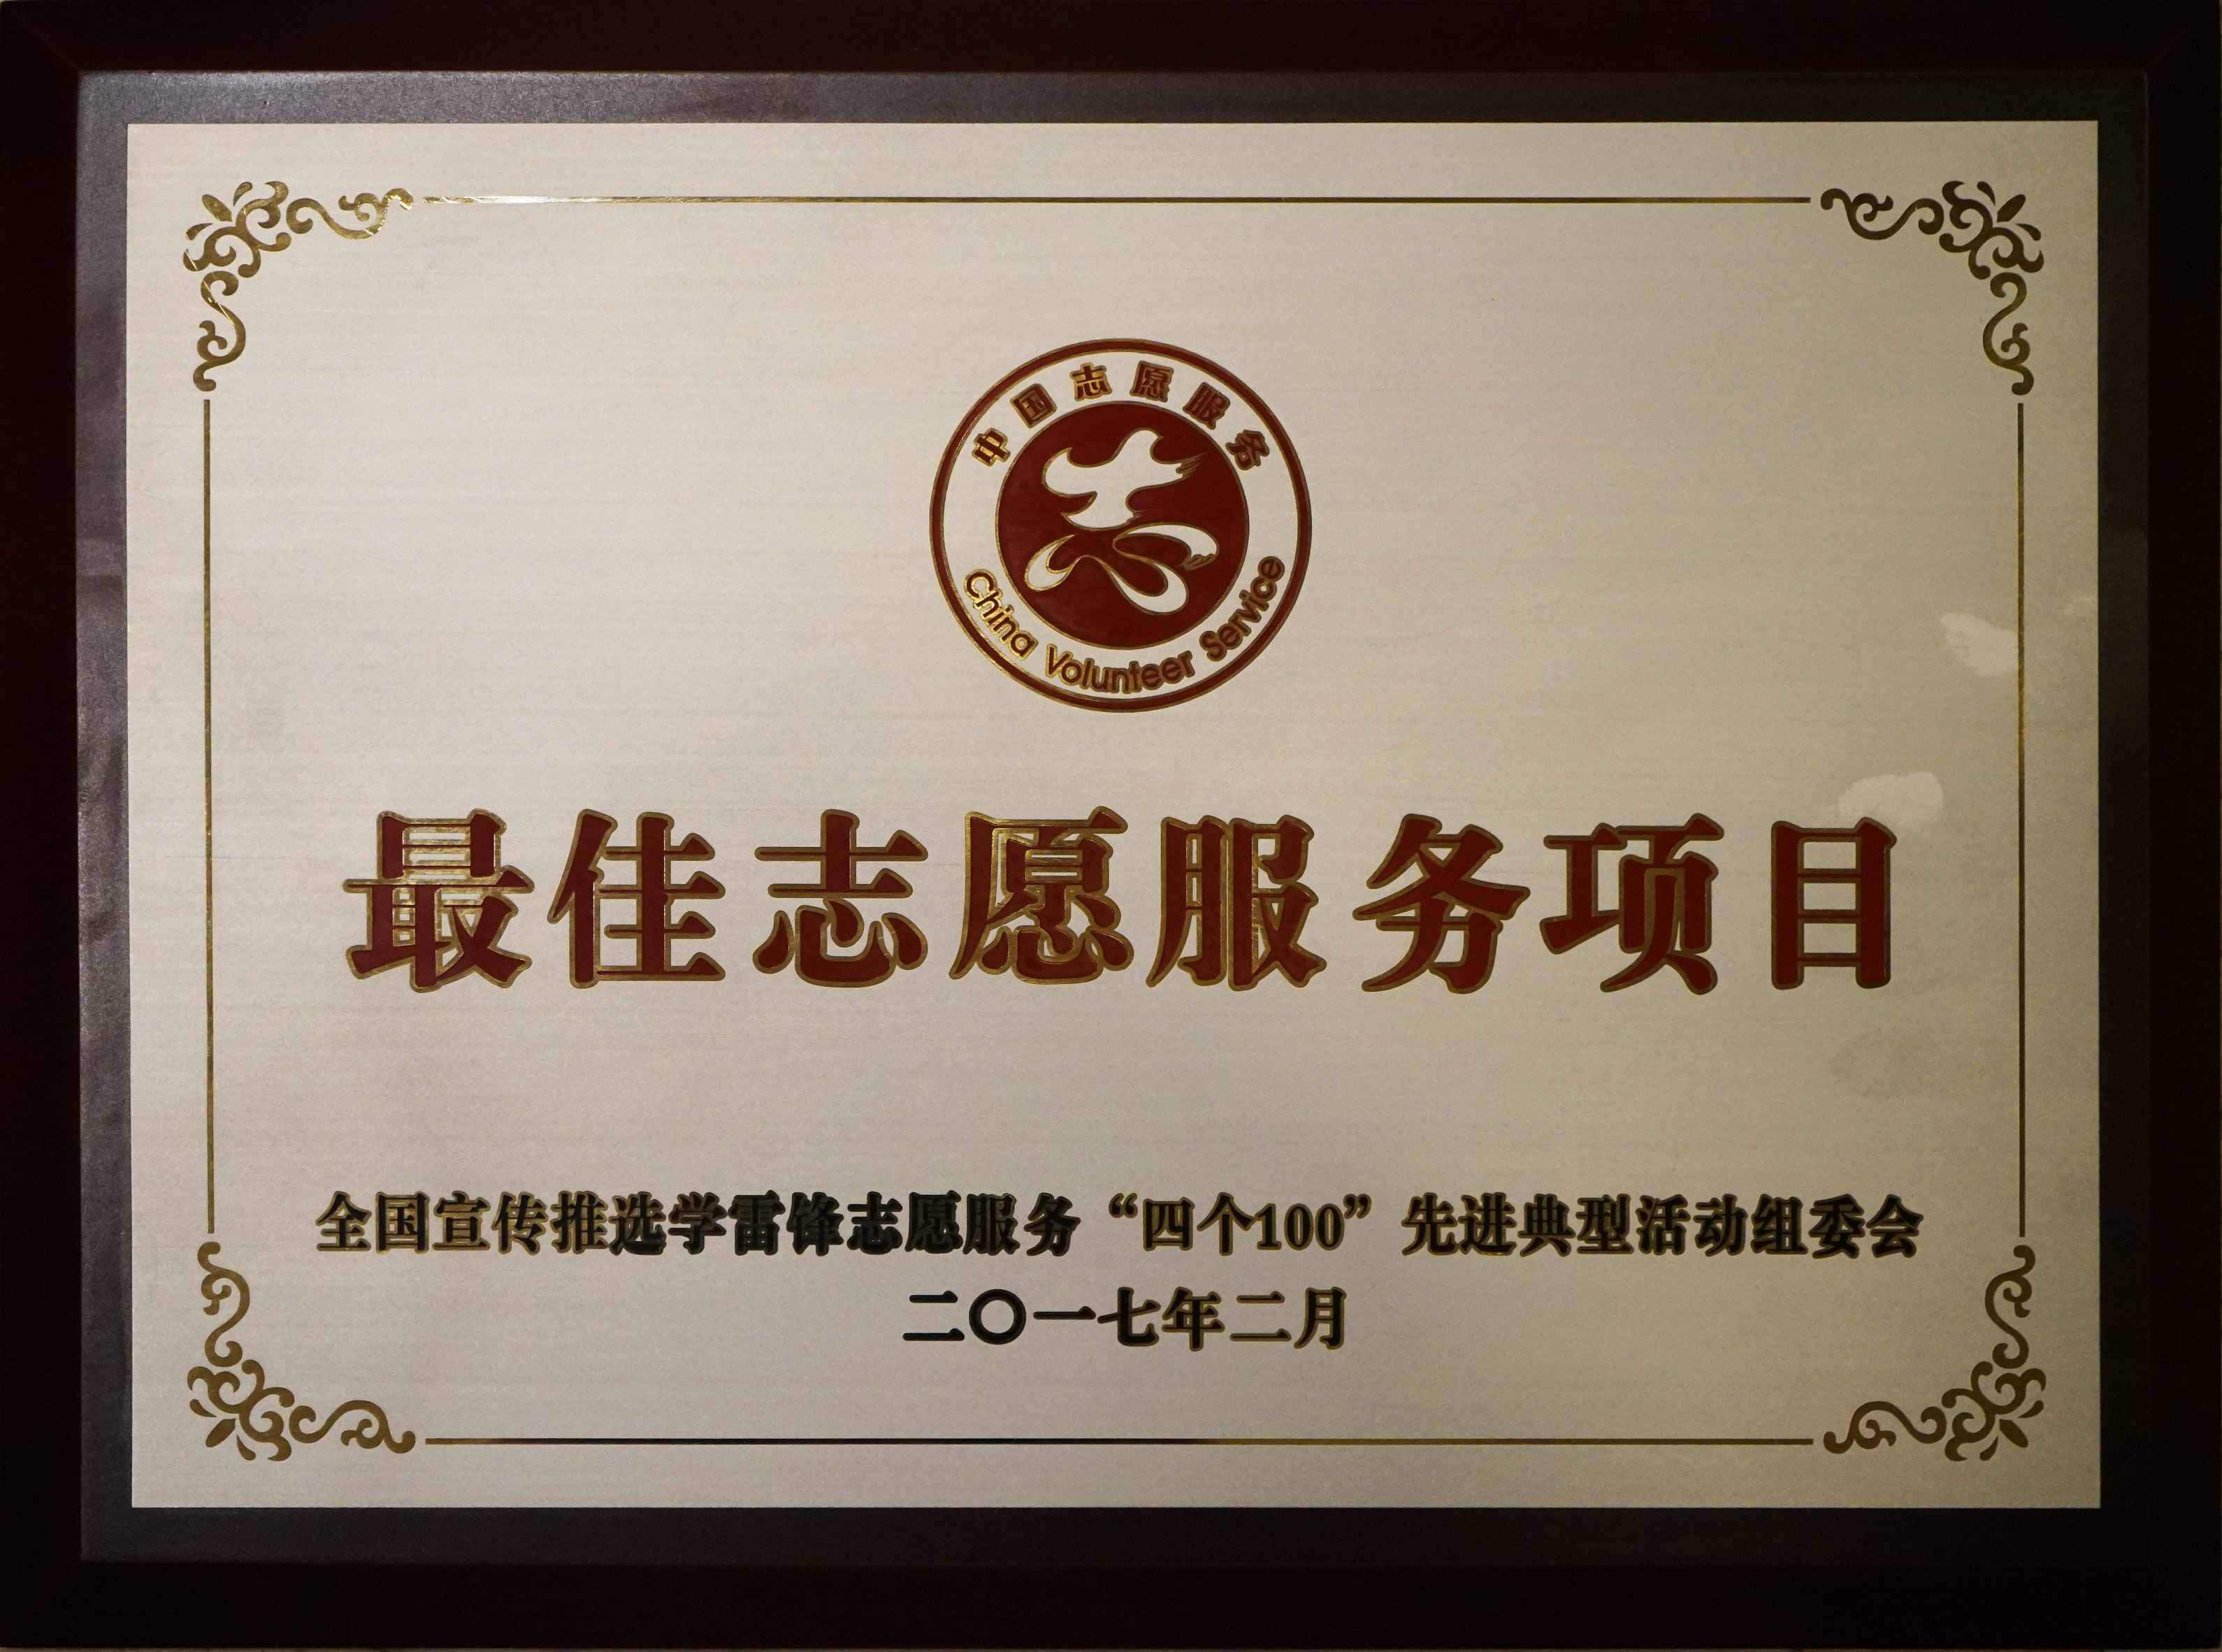 中国志愿服务
China Volunteer Service
最佳志愿服务项目
全国宣传推选学雷锋志愿服务“四个100”先进典型活动组委会
二〇一七年二月